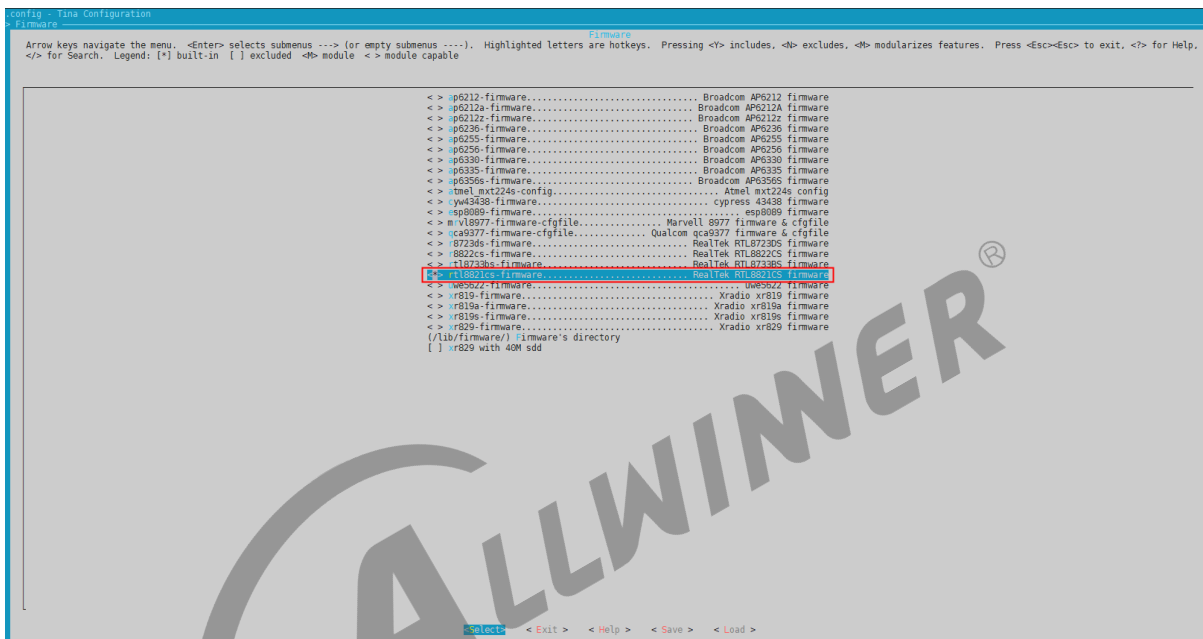 .config - Tina Configuration
> Firmware
Firmware
Arrow keys navigate the menu.  <Enter> selects submenus ---> (or empty submenus ----).  Highlighted letters are hotkeys.  Pressing <Y> includes, <N> excludes, <M> modularizes features.  Press <Esc><Esc> to exit, <?> for Help,
</> for Search.  Legend: [*] built-in  [ ] excluded  <M> module  < > module capable
< > ap6212-firmware................................. Broadcom AP6212 firmware
< > ap6212a-firmware............................... Broadcom AP6212A firmware
< > ap6212z-firmware............................... Broadcom AP6212z firmware
< > ap6236-firmware................................. Broadcom AP6236 firmware
< > ap6255-firmware................................. Broadcom AP6255 firmware
< > ap6256-firmware................................. Broadcom AP6256 firmware
< > ap6330-firmware................................. Broadcom AP6330 firmware
< > ap6335-firmware................................. Broadcom AP6335 firmware
< > ap6356s-firmware............................... Broadcom AP6356S firmware
< > atmel_mxt224s-config................................ Atmel mxt224s config
< > cyw43438-firmware.................................. cypress 43438 firmware
< > esp8089-firmware........................................ esp8089 firmware
< > mrvl8977-firmware-cfgfile................ Marvell 8977 firmware & cfgfile
< > qca9377-firmware-cfgfile.............. Qualcom qca9377 firmware & cfgfile
< > r8723ds-firmware.............................. RealTek RTL8723DS firmware
< > r8822cs-firmware.............................. RealTek RTL8822CS firmware
< > rtl8733bs-firmware............................ RealTek RTL8733BS firmware
<*> rtl8821cs-firmware............................ RealTek RTL8821CS firmware
< > uwe5622-firmware........................................ uwe5622 firmware
< > xr819-firmware..................................... Xradio xr819 firmware
< > xr819a-firmware................................... Xradio xr819a firmware
< > xr819s-firmware................................... Xradio xr819s firmware
< > xr829-firmware..................................... Xradio xr829 firmware
(/lib/firmware/) Firmware's directory
[ ] xr829 with 40M sdd
ALLWINNER®
<Select>    < Exit >    < Help >    < Save >    < Load >